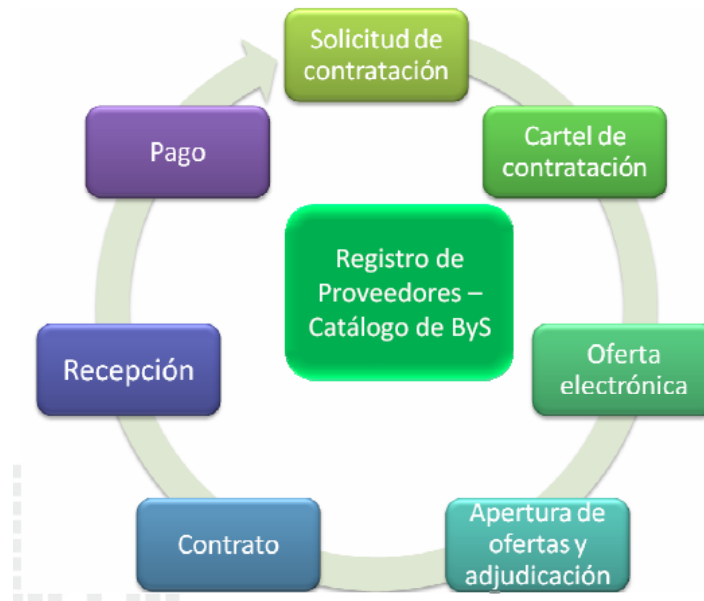 Solicitud de
contratación
Cartel de
contratación
Oferta
electrónica
Apertura de
ofertas y
adjudicación
Contrato
Recepción
Pago
Registro de
Proveedores –
Catálogo de ByS